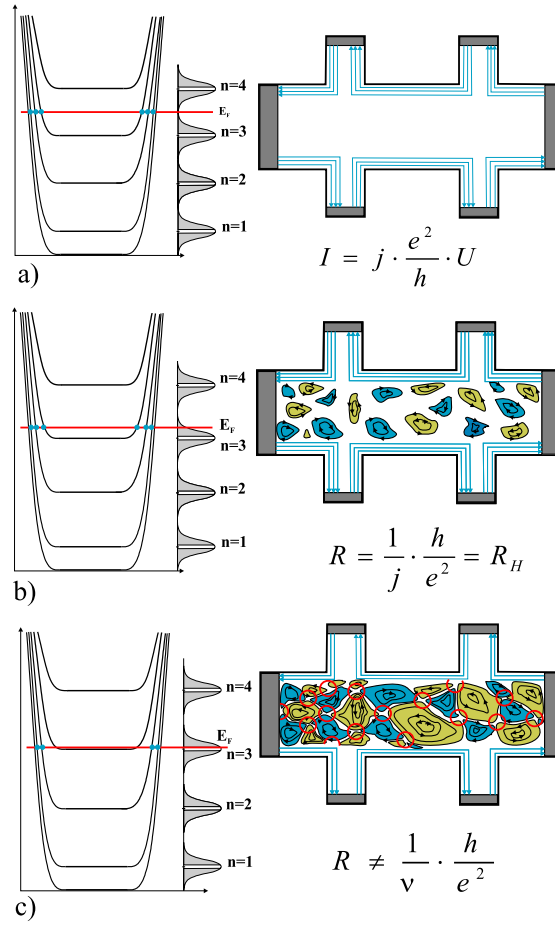 n=4
E_F
n=3
n=2
n=1
I = j · e² / h · U
a)
n=4
E_F
n=3
n=2
n=1
R = 1 / j · h / e² = R_H
b)
n=4
E_F
n=3
n=2
n=1
R ≠ 1 / ν · h / e²
c)